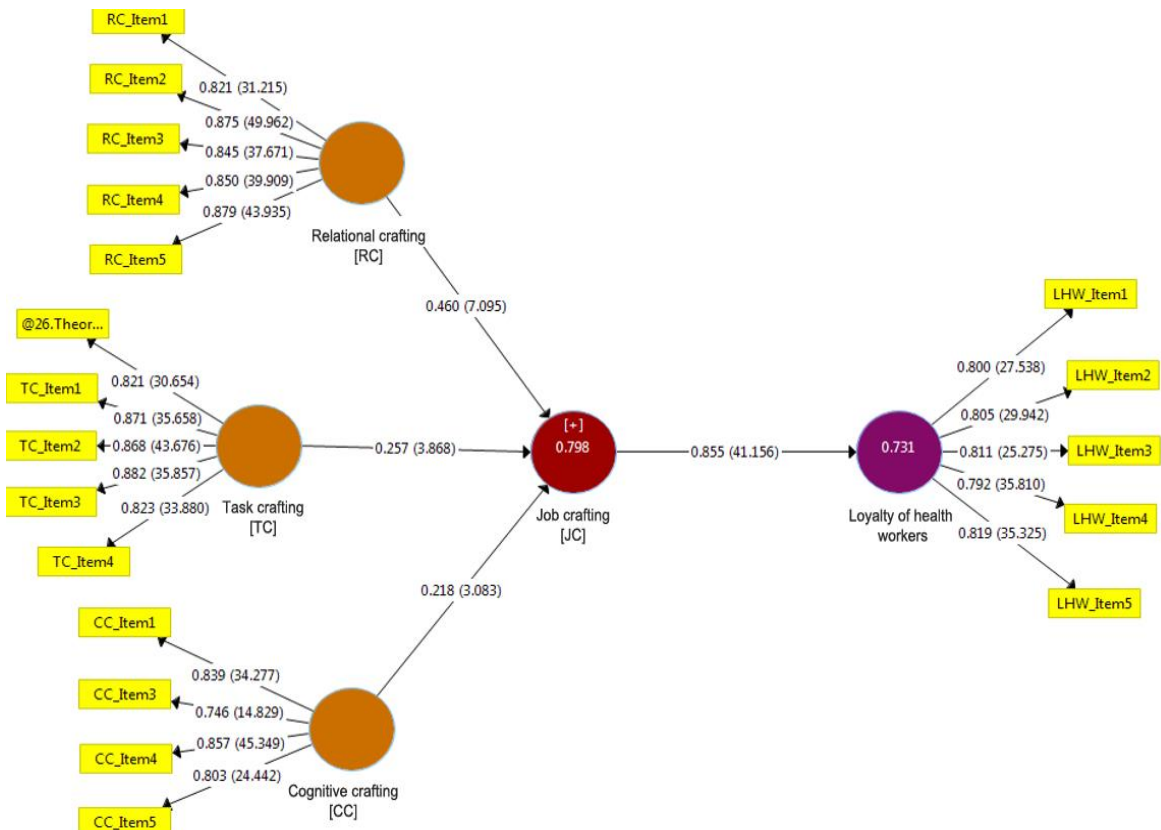 RC_Item1
RC_Item2
RC_Item3
RC_Item4
RC_Item5
0.821 (31.215)
0.875 (49.962)
0.845 (37.671)
0.850 (39.909)
0.879 (43.935)
Relational crafting
[RC]
0.460 (7.095)
@26.Theor...
TC_Item1
TC_Item2
TC_Item3
TC_Item4
0.821 (30.654)
0.871 (35.658)
0.868 (43.676)
0.882 (35.857)
0.823 (33.880)
Task crafting
[TC]
0.257 (3.868)
CC_Item1
CC_Item3
CC_Item4
CC_Item5
0.839 (34.277)
0.746 (14.829)
0.857 (45.349)
0.803 (24.442)
Cognitive crafting
[CC]
0.218 (3.083)
[+]
0.798
Job crafting
[JC]
0.855 (41.156)
0.731
Loyalty of health
workers
0.800 (27.538)
0.805 (29.942)
0.811 (25.275)
0.792 (35.810)
0.819 (35.325)
LHW_Item1
LHW_Item2
LHW_Item3
LHW_Item4
LHW_Item5